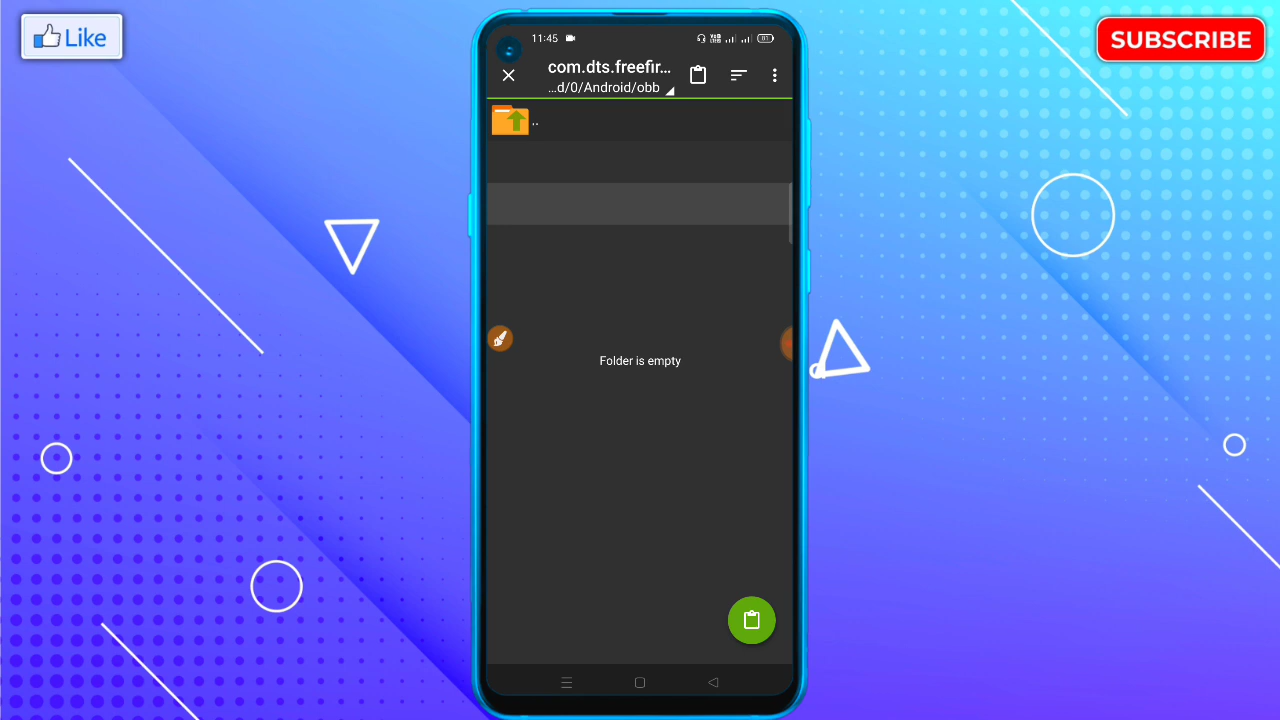 Like
SUBSCRIBE
11:45
com.dts.freefir...
...d/0/Android/obb
..
Folder is empty